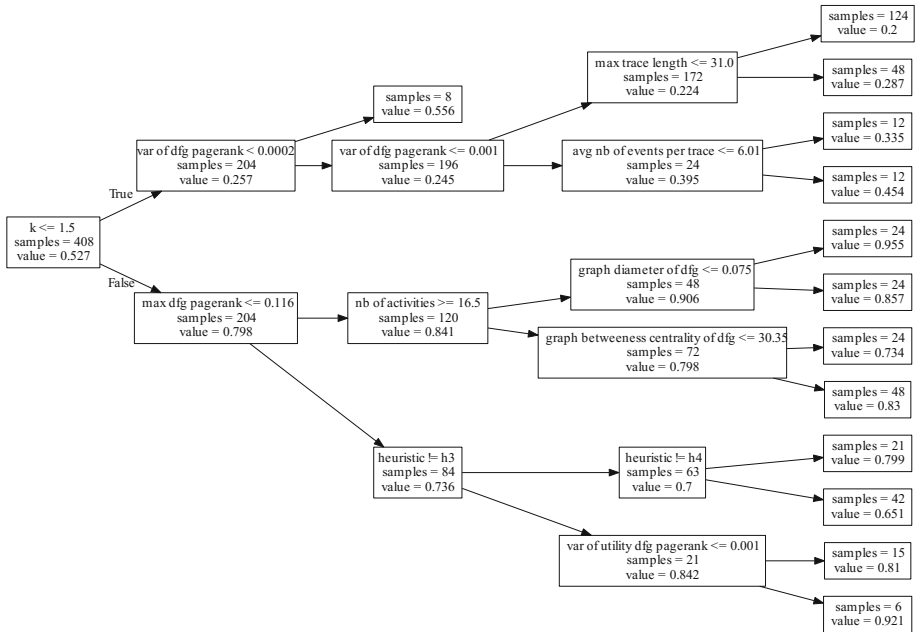 k <= 1.5
samples = 408
value = 0.527
True
False
var of dfg pagerank < 0.0002
samples = 204
value = 0.257
samples = 8
value = 0.556
var of dfg pagerank <= 0.001
samples = 196
value = 0.245
max trace length <= 31.0
samples = 172
value = 0.224
samples = 124
value = 0.2
samples = 48
value = 0.287
avg nb of events per trace <= 6.01
samples = 24
value = 0.395
samples = 12
value = 0.335
samples = 12
value = 0.454
max dfg pagerank <= 0.116
samples = 204
value = 0.798
nb of activities >= 16.5
samples = 120
value = 0.841
graph diameter of dfg <= 0.075
samples = 48
value = 0.906
samples = 24
value = 0.955
samples = 24
value = 0.857
graph betweeness centrality of dfg <= 30.35
samples = 72
value = 0.798
samples = 24
value = 0.734
samples = 48
value = 0.83
heuristic != h3
samples = 84
value = 0.736
heuristic != h4
samples = 63
value = 0.7
samples = 21
value = 0.799
samples = 42
value = 0.651
var of utility dfg pagerank <= 0.001
samples = 21
value = 0.842
samples = 15
value = 0.81
samples = 6
value = 0.921